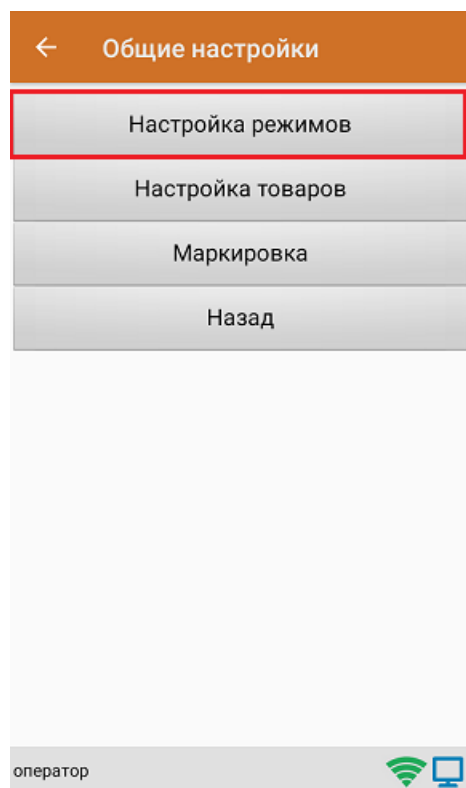 Общие настройки
Настройка режимов
Настройка товаров
Маркировка
Назад
оператор